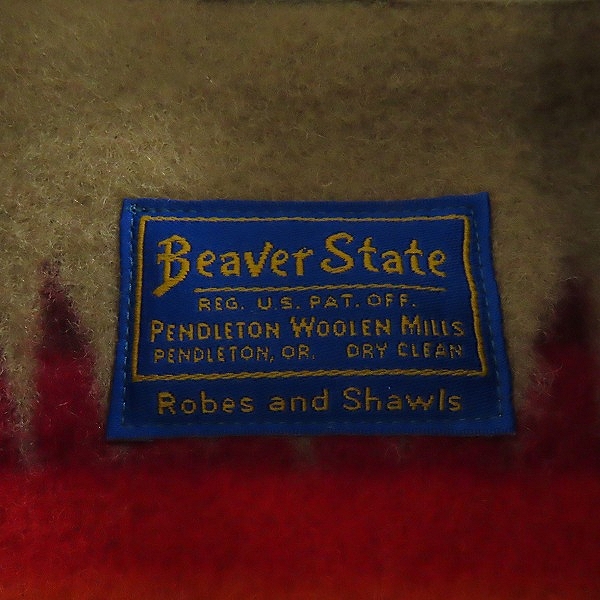 Beaver State
REG. U.S. PAT. OFF.
PENDLETON WOOLEN MILLS
PENDLETON, OR. DRY CLEAN
Robes and Shawls